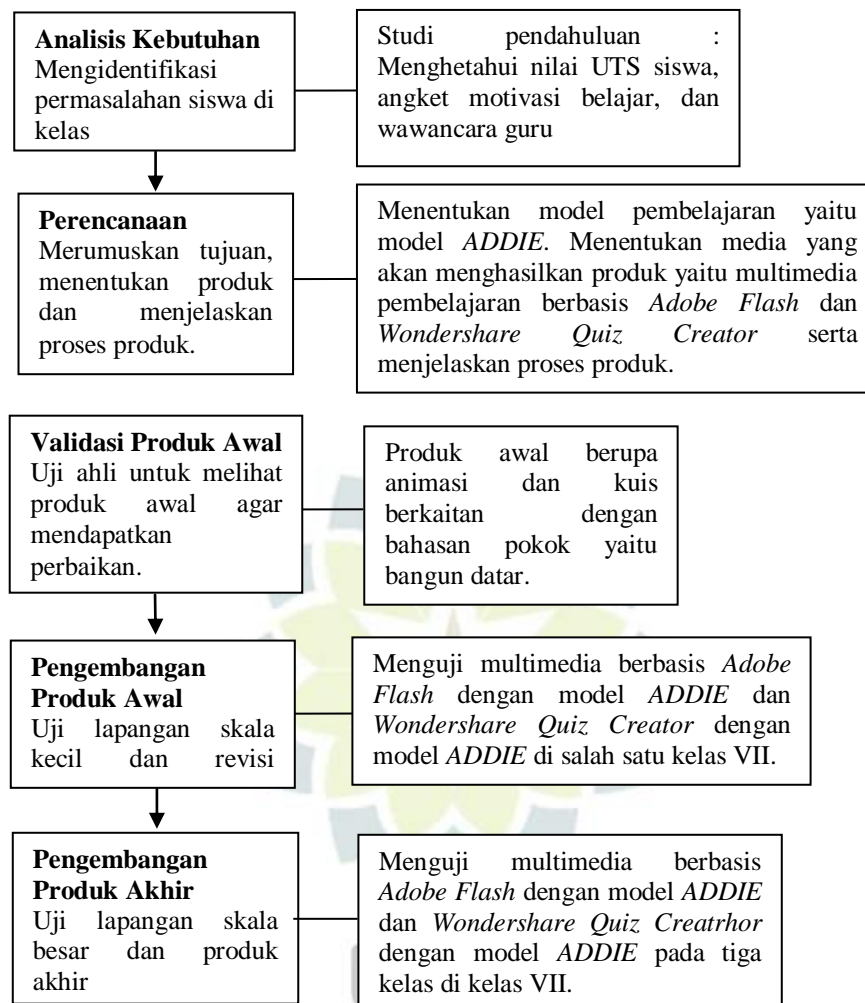 Analisis Kebutuhan
Mengidentifikasi
permasalahan siswa di
kelas
Studi pendahuluan :
Menghetahui nilai UTS siswa,
angket motivasi belajar, dan
wawancara guru
Perencanaan
Merumuskan tujuan,
menentukan produk
dan menjelaskan
proses produk.
Menentukan model pembelajaran yaitu
model ADDIE. Menentukan media yang
akan menghasilkan produk yaitu multimedia
pembelajaran berbasis Adobe Flash dan
Wondershare Quiz Creator serta
menjelaskan proses produk.
Validasi Produk Awal
Uji ahli untuk melihat
produk awal agar
mendapatkan
perbaikan.
Produk awal berupa
animasi dan kuis
berkaitan dengan
bahasan pokok yaitu
bangun datar.
Pengembangan
Produk Awal
Uji lapangan skala
kecil dan revisi
Menguji multimedia berbasis Adobe
Flash dengan model ADDIE dan
Wondershare Quiz Creator dengan
model ADDIE di salah satu kelas VII.
Pengembangan
Produk Akhir
Uji lapangan skala
besar dan produk
akhir
Menguji multimedia berbasis
Adobe Flash dengan model ADDIE
dan Wondershare Quiz Creatrhor
dengan model ADDIE pada tiga
kelas di kelas VII.